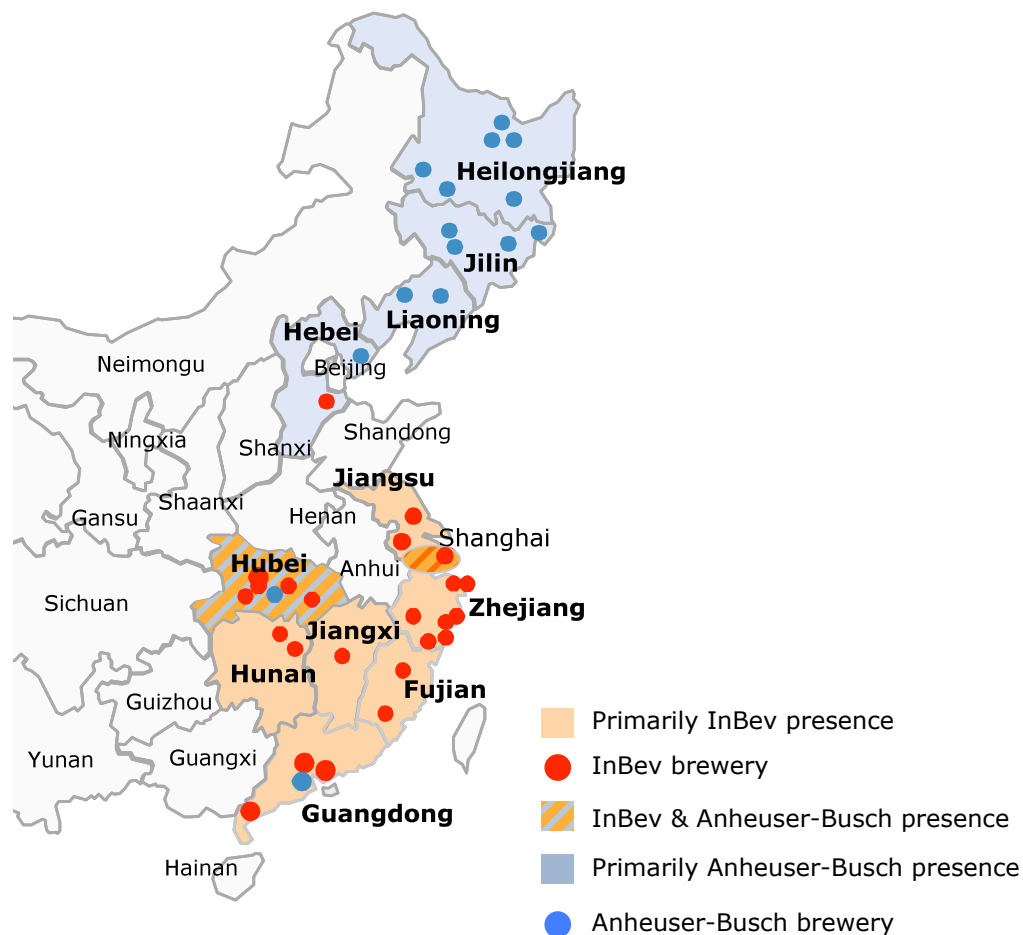 Heilongjiang
Jilin
Liaoning
Hebei
Neimongu
Beijing
Ningxia
Shanxi
Shandong
Jiangsu
Shaanxi
Gansu
Henan
Shanghai
Hubei
Anhui
Sichuan
Zhejiang
Jiangxi
Hunan
Fujian
Guizhou
Yunan
Guangxi
Guangdong
Hainan
Primarily InBev presence
InBev brewery
InBev & Anheuser-Busch presence
Primarily Anheuser-Busch presence
Anheuser-Busch brewery